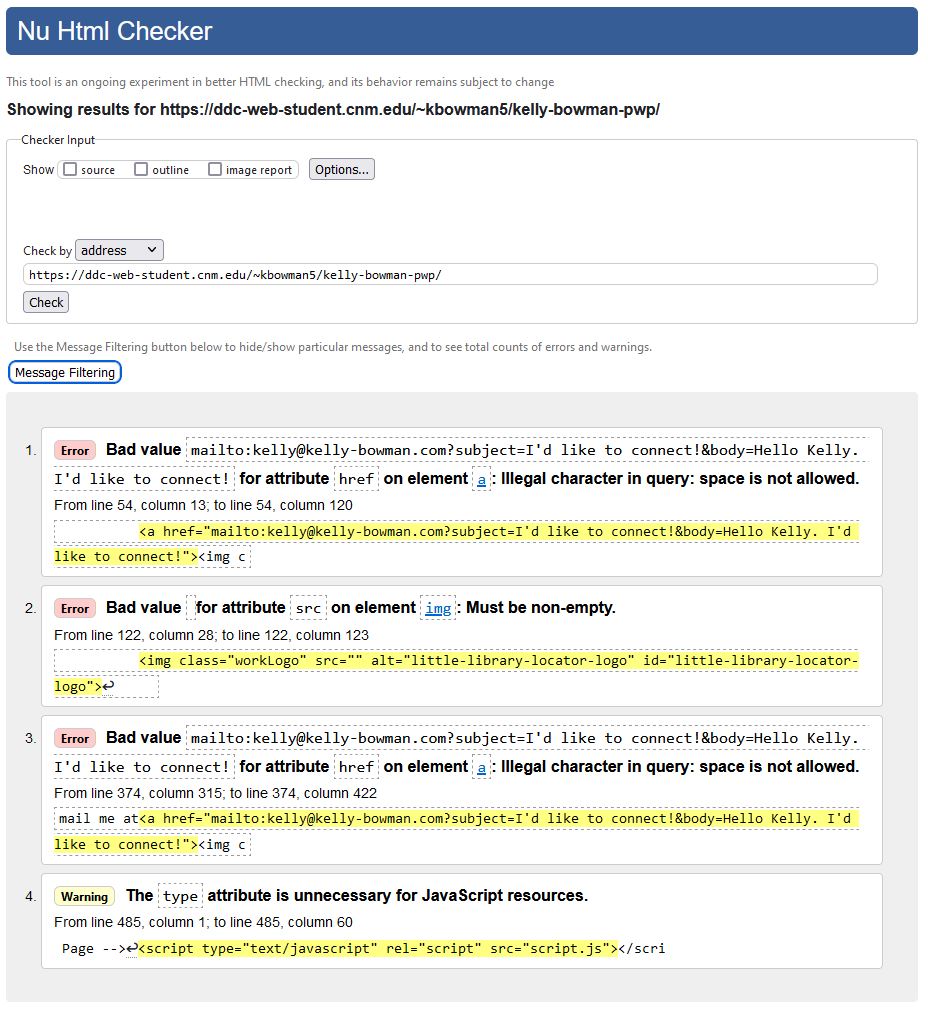 Nu Html Checker
This tool is an ongoing experiment in better HTML checking, and its behavior remains subject to change
Showing results for https://ddc-web-student.cnm.edu/~kbowman5/kelly-bowman-pwp/
Checker Input
Show source outline image report Options...
Check by address
https://ddc-web-student.cnm.edu/~kbowman5/kelly-bowman-pwp/
Check
Use the Message Filtering button below to hide/show particular messages, and to see total counts of errors and warnings.
Message Filtering
1. Error Bad value mailto:kelly@kelly-bowman.com?subject=I'd like to connect!&body=Hello Kelly.
I'd like to connect! for attribute href on element a: Illegal character in query: space is not allowed.
From line 54, column 13; to line 54, column 120
<a href="mailto:kelly@kelly-bowman.com?subject=I'd like to connect!&body=Hello Kelly. I'd
like to connect!"><img c
2. Error Bad value for attribute src on element img: Must be non-empty.
From line 122, column 28; to line 122, column 123
<img class="workLogo" src="" alt="little-library-locator-logo" id="little-library-locator-
logo">↩
3. Error Bad value mailto:kelly@kelly-bowman.com?subject=I'd like to connect!&body=Hello Kelly.
I'd like to connect! for attribute href on element a: Illegal character in query: space is not allowed.
From line 374, column 315; to line 374, column 422
mail me at<a href="mailto:kelly@kelly-bowman.com?subject=I'd like to connect!&body=Hello Kelly. I'd
like to connect!"><img c
4. Warning The type attribute is unnecessary for JavaScript resources.
From line 485, column 1; to line 485, column 60
Page -->↩<script type="text/javascript" rel="script" src="script.js"></scri